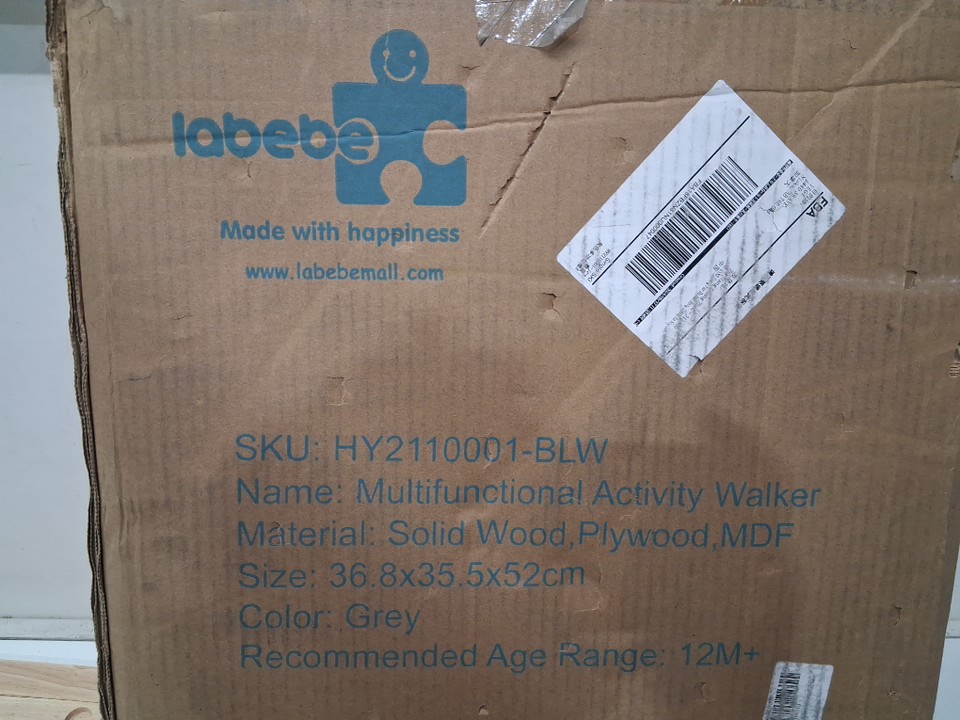 labebe
Made with happiness
www.labebemall.com
FBA
SKU: HY2110001-BLW
Name: Multifunctional Activity Walker
Material: Solid Wood,Plywood,MDF
Size: 36.8x35.5x52cm
Color: Grey
Recommended Age Range: 12M+